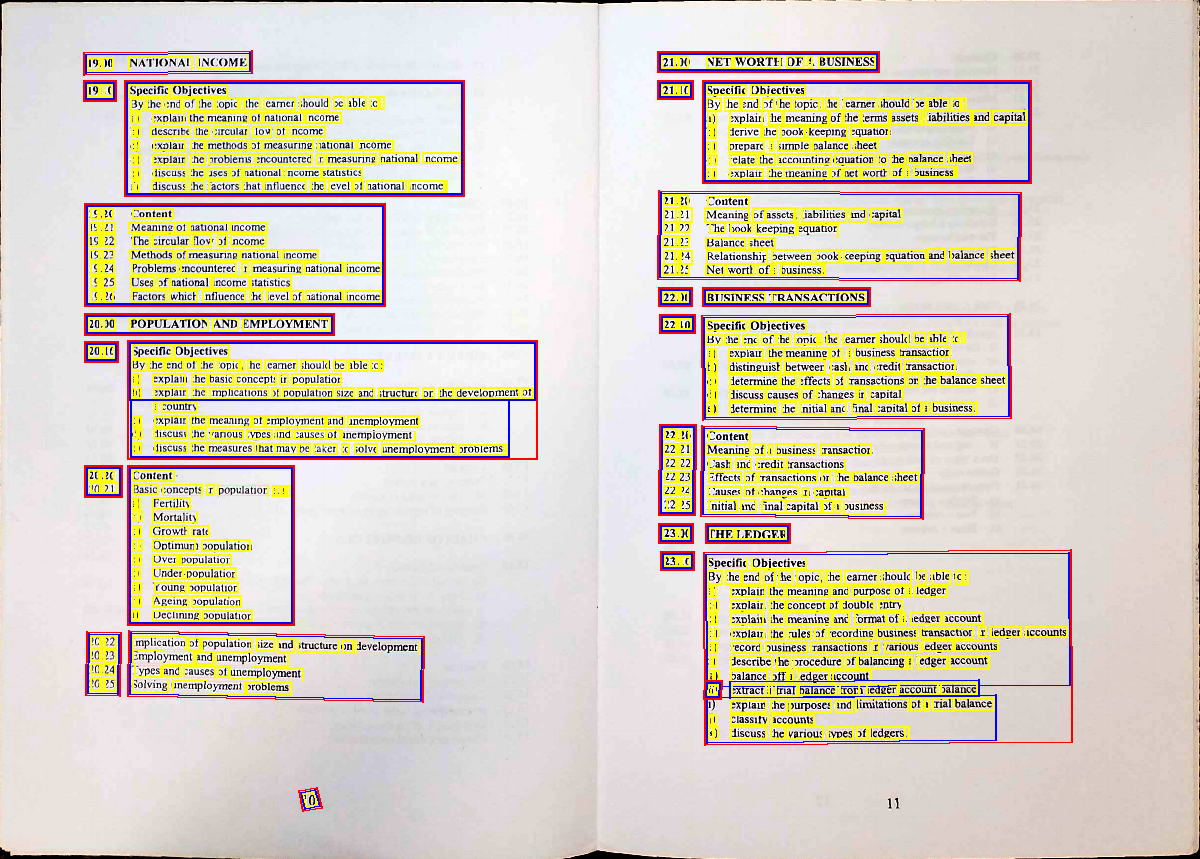 19.00 NATIONAL INCOME
19.10 Specific Objectives
By the end of the topic, the learner should be able to:
explain the meaning of national income
describe the circular flow of income
explain the methods of measuring national income
explain the problems encountered in measuring national income
discuss the uses of national income statistics
discuss the factors that influence the level of national income
19.20 Content
19.21 Meaning of national income
19.22 The circular flow of income
19.23 Methods of measuring national income
19.24 Problems encountered in measuring national income
19.25 Uses of national income statistics
19.26 Factors which influence the level of national income
20.00 POPULATION AND EMPLOYMENT
20.10 Specific Objectives
By the end of the topic, the learner should be able to:
explain the basic concepts in population
b) explain the implications of population size and structure on the development of
a country
explain the meaning of employment and unemployment
discuss the various types and causes of unemployment
discuss the measures that may be taken to solve unemployment problems
20.20 Content
20.21 Basic concepts in population
Fertility
Mortality
Growth rate
Optimum population
Over population
Under-population
Young population
Ageing population
Declining population
20.22 Implication of population size and structure on development
20.23 Employment and unemployment
20.24 Types and causes of unemployment
20.25 Solving unemployment problems
10
21.00 NET WORTH OF A BUSINESS
21.10 Specific Objectives
By the end of the topic, the learner should be able to
a) explain the meaning of the terms assets, liabilities and capital
derive the book-keeping equation
prepare a simple balance sheet
relate the accounting equation to the balance sheet
explain the meaning of net worth of a business
21.20 Content
21.21 Meaning of assets, liabilities and capital
21.22 The book keeping equation
21.23 Balance sheet
21.24 Relationship between book-keeping equation and balance sheet
21.25 Net worth of a business.
22.00 BUSINESS TRANSACTIONS
22.10 Specific Objectives
By the end of the topic, the learner should be able to:
explain the meaning of a business transaction
b) distinguish between cash and credit transaction
determine the effects of transactions on the balance sheet
discuss causes of changes in capital
determine the initial and final capital of a business.
22.20 Content
22.21 Meaning of a business transaction
22.22 Cash and credit transactions
22.23 Effects of transactions on the balance sheet
22.24 Causes of changes in capital
22.25 Initial and final capital of a business
23.00 THE LEDGER
23.10 Specific Objectives
By the end of the topic, the learner should be able to:
explain the meaning and purpose of a ledger
explain the concept of double entry
explain the meaning and format of a ledger account
explain the rules of recording business transaction in ledger accounts
record business transactions in various ledger accounts
describe the procedure of balancing a ledger account
balance off a ledger account
h) extract a trial balance from ledger account balance
i) explain the purposes and limitations of a trial balance
j) classify accounts
k) discuss the various types of ledgers.
11